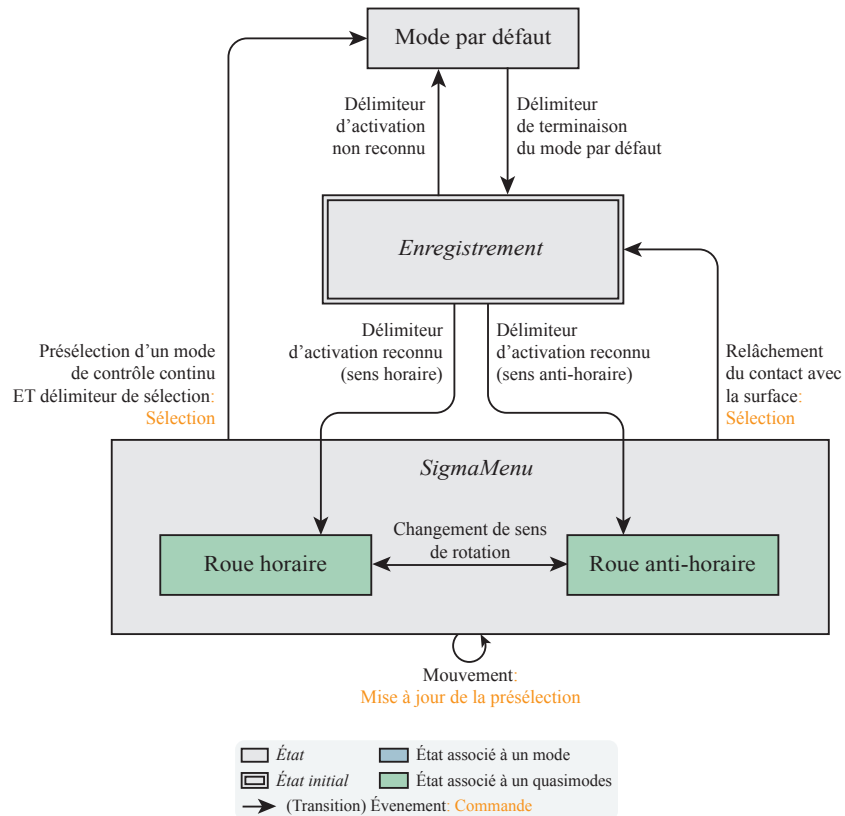 Mode par défaut
Délimiteur
d'activation
non reconnu
Délimiteur
de terminaison
du mode par défaut
Enregistrement
Présélection d'un mode
de contrôle continu
ET délimiteur de sélection:
Sélection
Délimiteur
d'activation reconnu
(sens horaire)
Délimiteur
d'activation reconnu
(sens anti-horaire)
Relâchement
du contact avec
la surface:
Sélection
SigmaMenu
Changement de sens
de rotation
Roue horaire
Roue anti-horaire
Mouvement:
Mise à jour de la présélection
État
État associé à un mode
État initial
État associé à un quasimodes
(Transition) Évenement: Commande